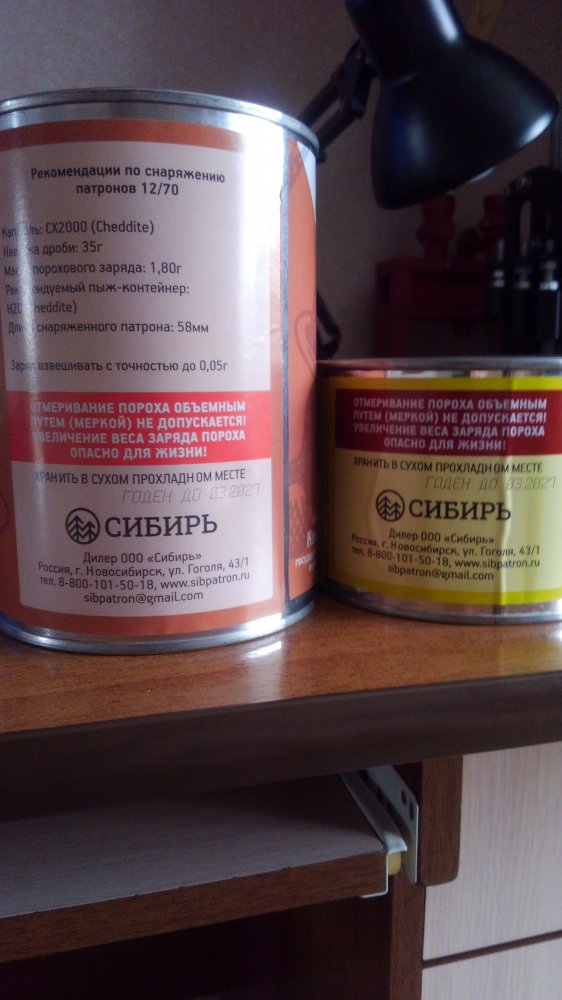 Рекомендации по снаряжению
патронов 12/70
Капсюль: CX2000 (Cheddite)
Навеска дроби: 35г
Масса порохового заряда: 1,80г
Рекомендуемый пыж-контейнер:
H20 (Cheddite)
Длина снаряженного патрона: 58мм
Заряд взвешивать с точностью до 0,05г
ОТМЕРИВАНИЕ ПОРОХА ОБЪЕМНЫМ
ПУТЕМ (МЕРКОЙ) НЕ ДОПУСКАЕТСЯ!
УВЕЛИЧЕНИЕ ВЕСА ЗАРЯДА ПОРОХА
ОПАСНО ДЛЯ ЖИЗНИ!
ХРАНИТЬ В СУХОМ ПРОХЛАДНОМ МЕСТЕ
ГОДЕН ДО 03.2027
СИБИРЬ
Дилер ООО «Сибирь»
Россия, г. Новосибирск, ул. Гоголя, 43/1
тел. 8-800-101-50-18, www.sibpatron.ru
sibpatron@gmail.com
ОТМЕРИВАНИЕ ПОРОХА ОБЪЕМНЫМ
ПУТЕМ (МЕРКОЙ) НЕ ДОПУСКАЕТСЯ!
УВЕЛИЧЕНИЕ ВЕСА ЗАРЯДА ПОРОХА
ОПАСНО ДЛЯ ЖИЗНИ!
ХРАНИТЬ В СУХОМ ПРОХЛАДНОМ МЕСТЕ
ГОДЕН ДО 03.2027
СИБИРЬ
Дилер ООО «Сибирь»
Россия, г. Новосибирск, ул. Гоголя, 43/1
тел. 8-800-101-50-18, www.sibpatron.ru
sibpatron@gmail.com